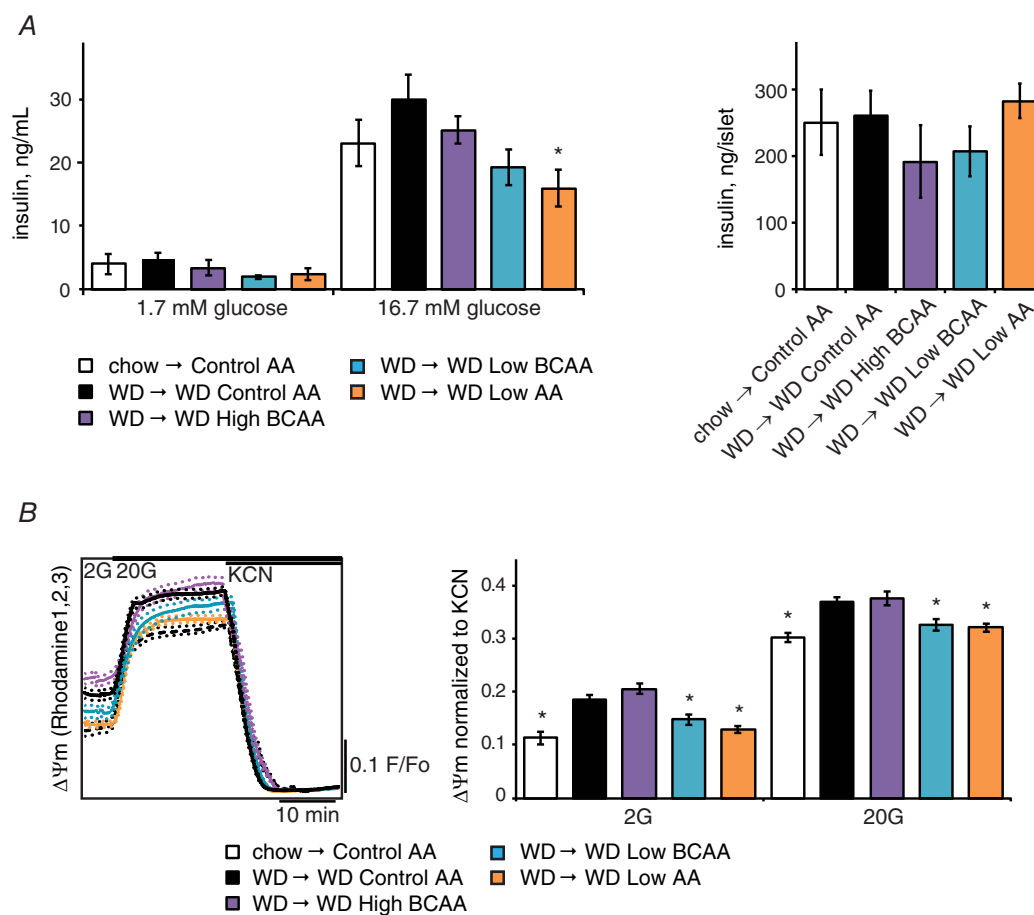 A
insulin, ng/mL
30
20
10
0
*
1.7 mM glucose
16.7 mM glucose
chow → Control AA
WD → WD Control AA
WD → WD High BCAA
WD → WD Low BCAA
WD → WD Low AA
insulin, ng/islet
300
200
100
0
chow → Control AA
WD → WD Control AA
WD → WD High BCAA
WD → WD Low BCAA
WD → WD Low AA
B
ΔΨm (Rhodamine1,2,3)
2G 20G
KCN
0.1 F/Fo
10 min
ΔΨm normalized to KCN
0.4
0.3
0.2
0.1
0
* * * * * *
2G
20G
chow → Control AA
WD → WD Control AA
WD → WD High BCAA
WD → WD Low BCAA
WD → WD Low AA